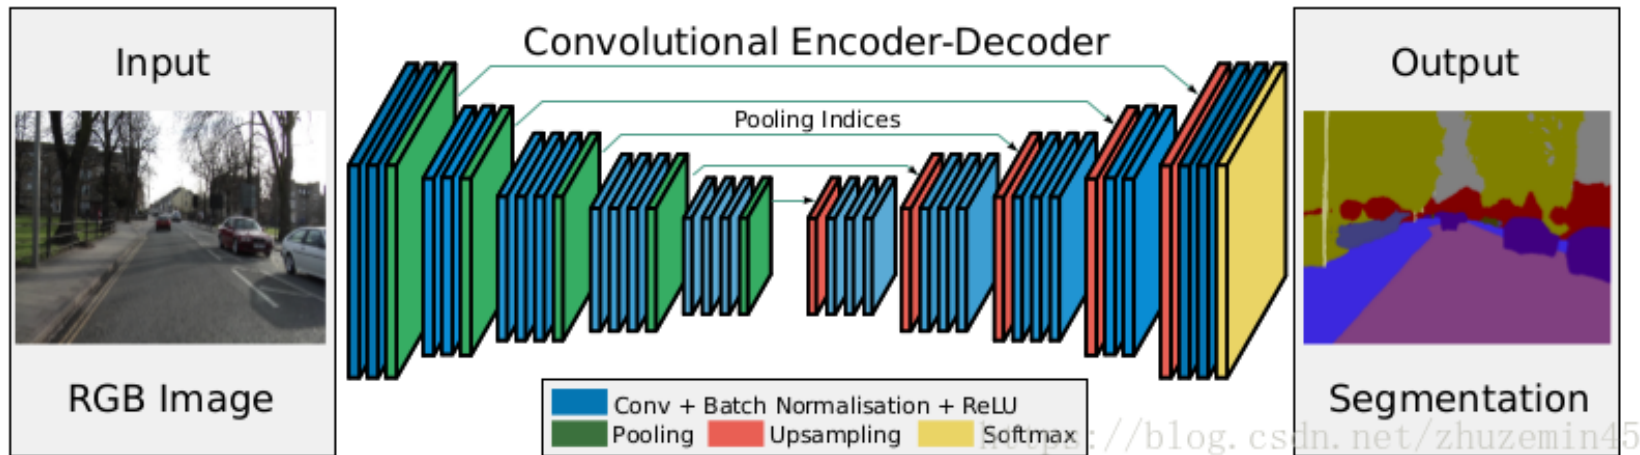 Input
RGB Image
Convolutional Encoder-Decoder
Pooling Indices
Conv + Batch Normalisation + ReLU
Pooling
Upsampling
Softmax
Output
Segmentation
https://blog.csdn.net/zhuzemin45